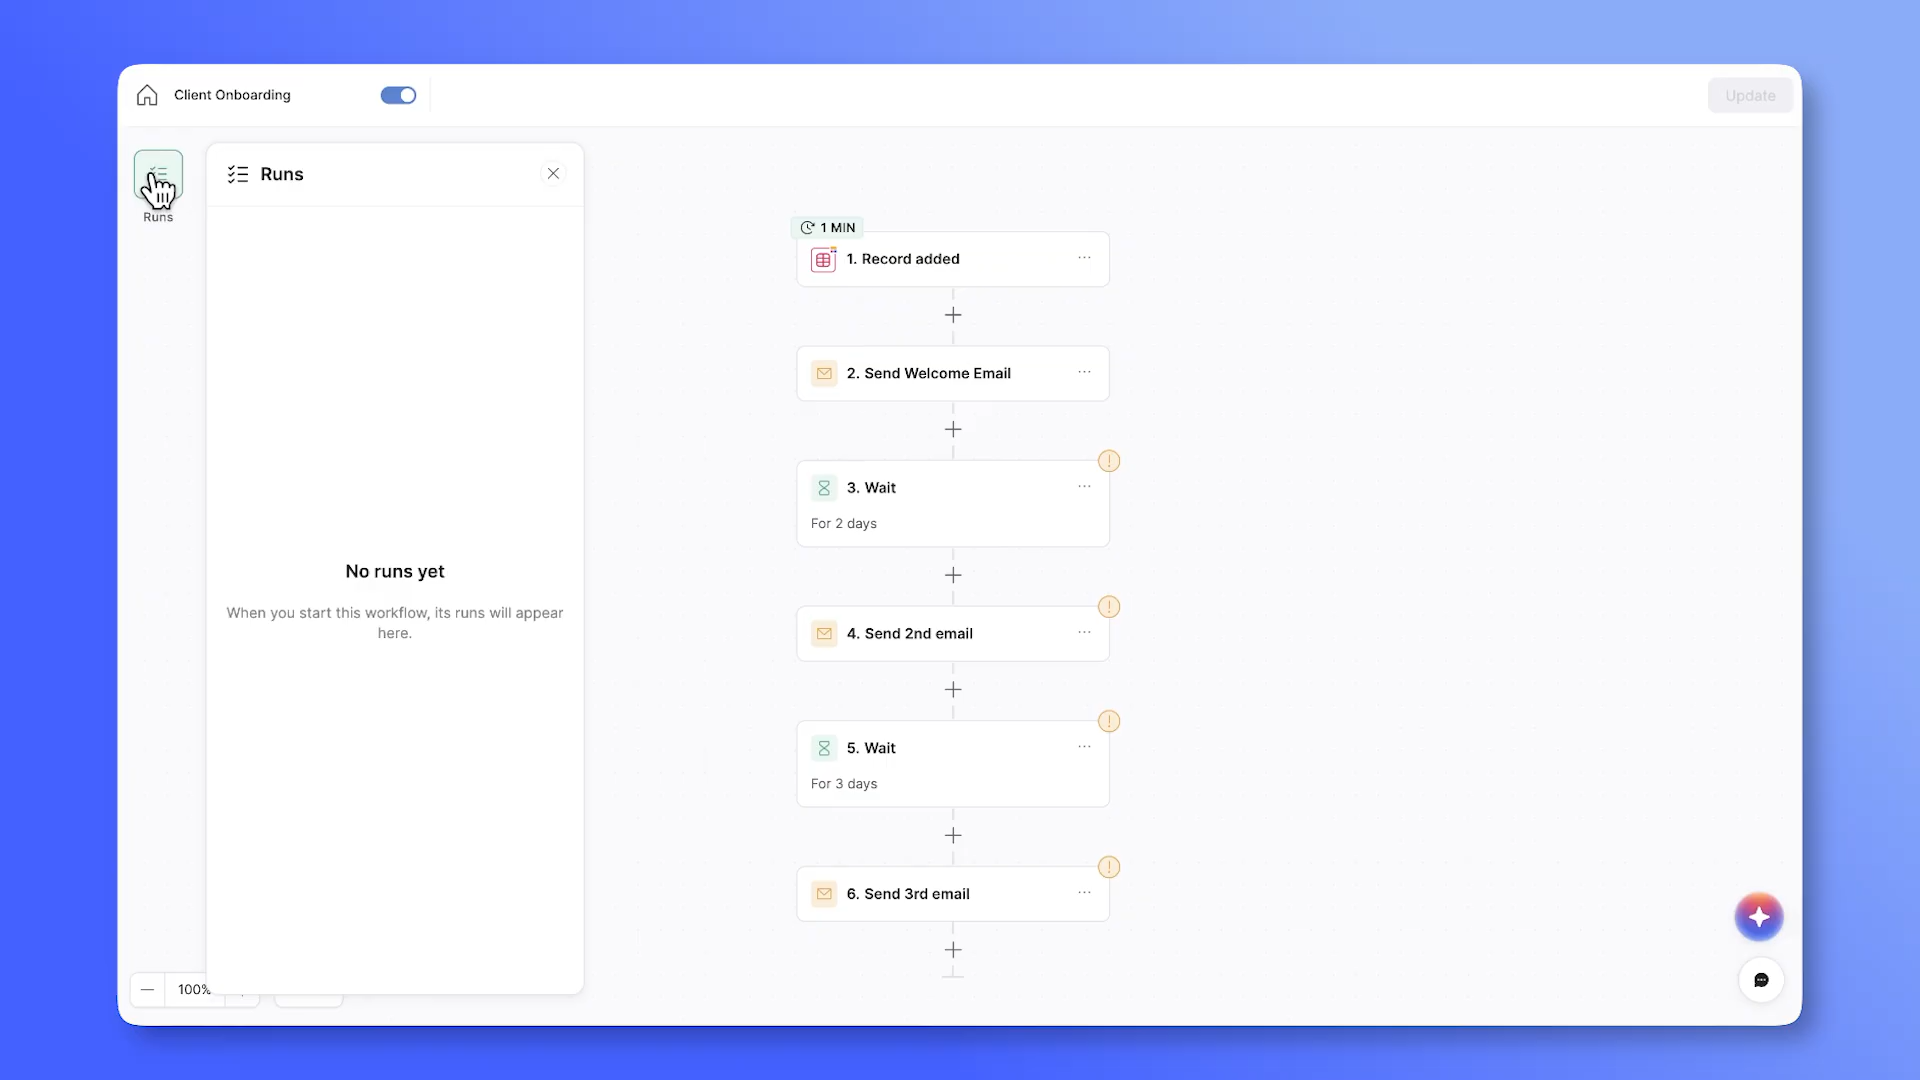 Client Onboarding
Update
Runs
Runs
No runs yet
When you start this workflow, its runs will appear
here.
1 MIN
1. Record added
2. Send Welcome Email
3. Wait
For 2 days
4. Send 2nd email
5. Wait
For 3 days
6. Send 3rd email
100%